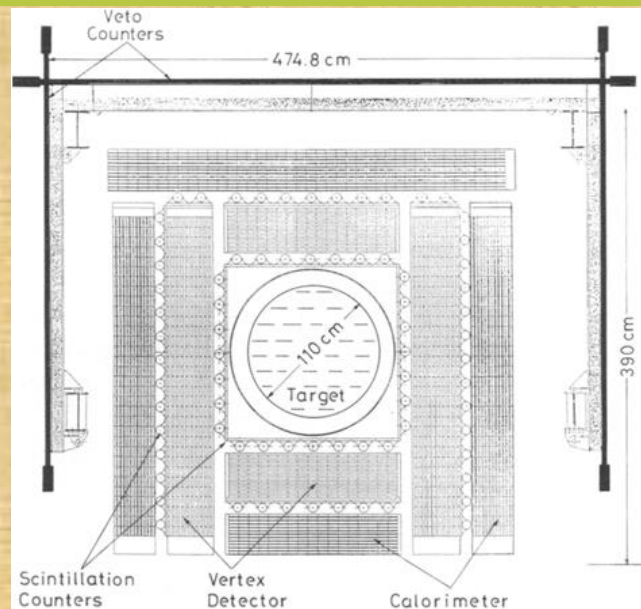 Veto
Counters
474.8 cm
390 cm
110 cm
Target
Scintillation
Counters
Vertex
Detector
Calorimeter